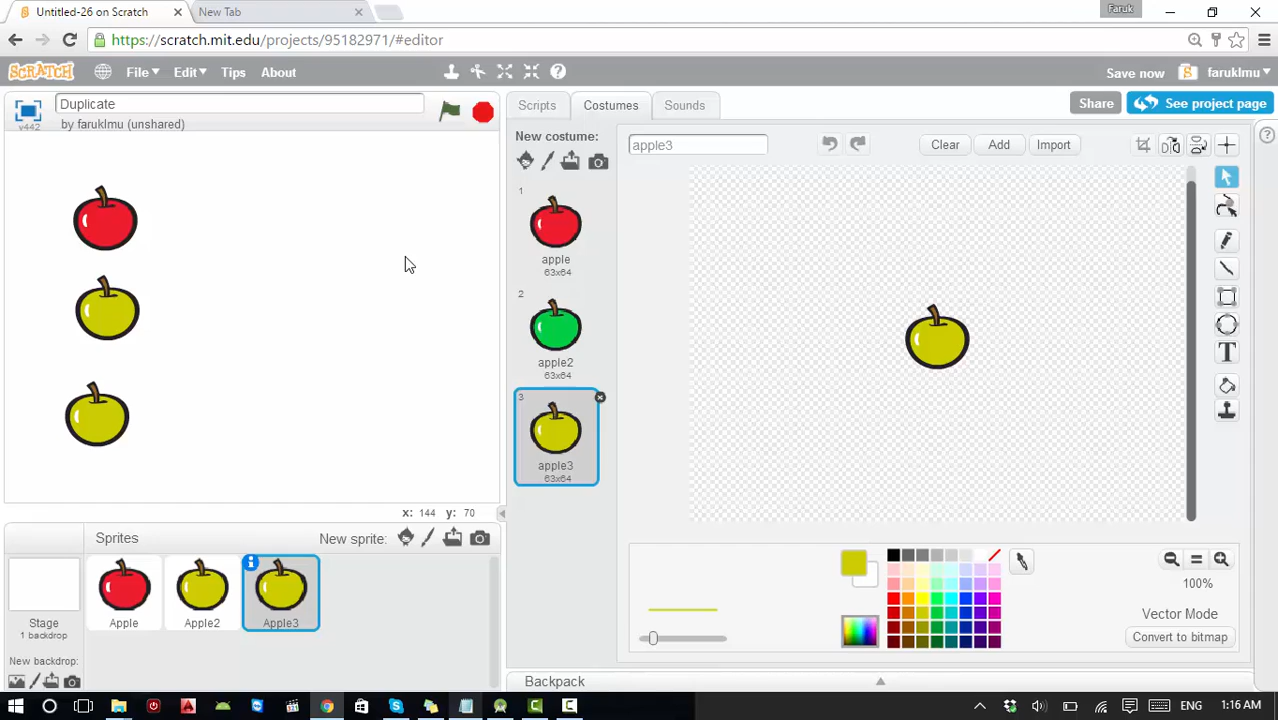 Untitled-26 on Scratch
New Tab
Faruk
https://scratch.mit.edu/projects/95182971/#editor
SCRATCH
File
Edit
Tips
About
Save now
faruklmu
v442
Duplicate
by faruklmu (unshared)
Scripts
Costumes
Sounds
Share
See project page
New costume:
apple3
Clear
Add
Import
1
apple
63x64
2
apple2
63x64
3
apple3
63x64
T
x: 144 y: 70
Sprites
New sprite:
Stage
1 backdrop
New backdrop:
Apple
Apple2
Apple3
100%
Vector Mode
Convert to bitmap
Backpack
ENG
1:16 AM